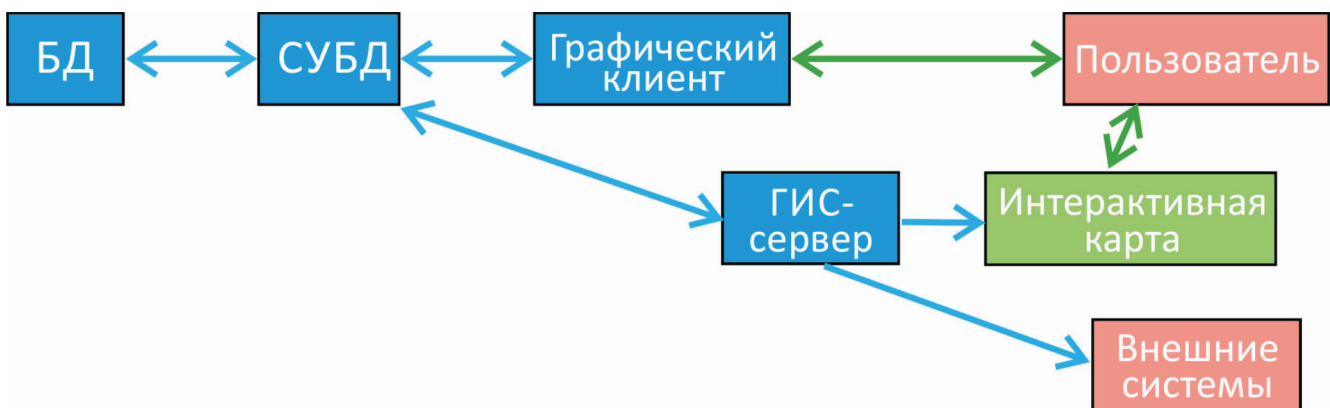 БД
СУБД
Графический
клиент
Пользователь
ГИС-
сервер
Интерактивная
карта
Внешние
системы